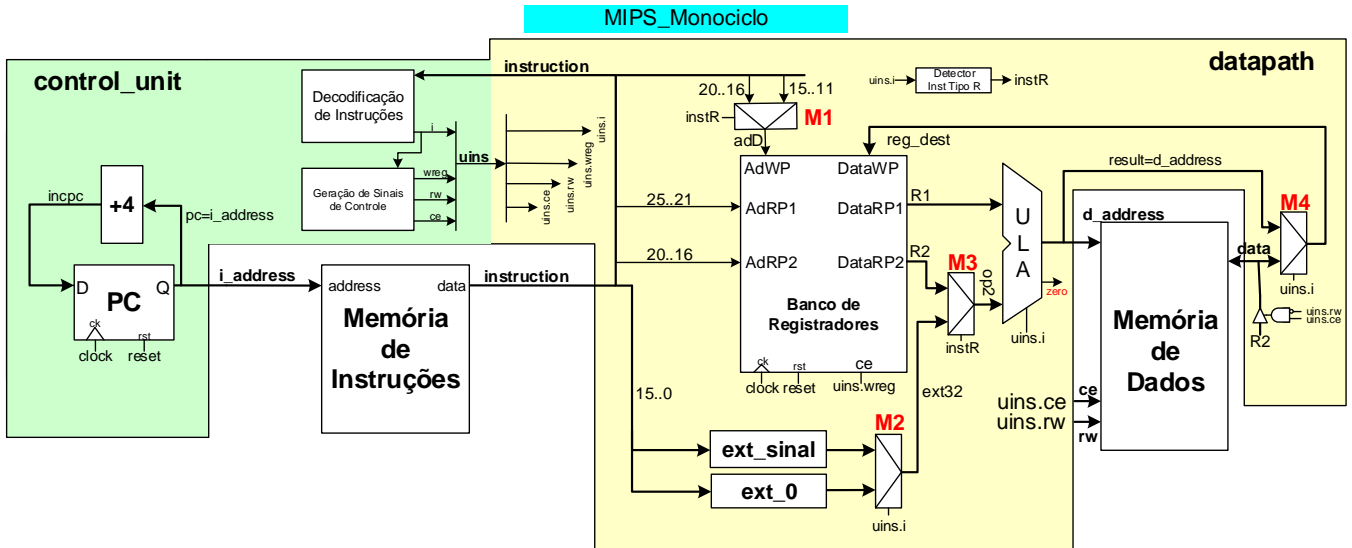 MIPS_Monociclo
control_unit
datapath
instruction
Decodificação
de Instruções
i
uins
Geração de Sinais
de Controle
wreg
rw
ce
uins.i
uins.wreg
uins.rw
uins.ce
20..16
15..11
instR
M1
adD
uins.i
Detector
Inst Tipo R
instR
reg_dest
result=d_address
incpc
+4
pc=i_address
D
PC
Q
ck
rst
clock
reset
i_address
address
data
Memória
de
Instruções
instruction
25..21
20..16
15..0
AdWP
DataWP
AdRP1
DataRP1
AdRP2
DataRP2
Banco de
Registradores
ck
rst
ce
clock
reset
uins.wreg
R1
R2
M3
op2
instR
ext32
U
L
A
zero
uins.i
d_address
Memória
de
Dados
data
M4
uins.i
uins.rw
uins.ce
R2
uins.ce
ce
uins.rw
rw
ext_sinal
ext_0
M2
uins.i